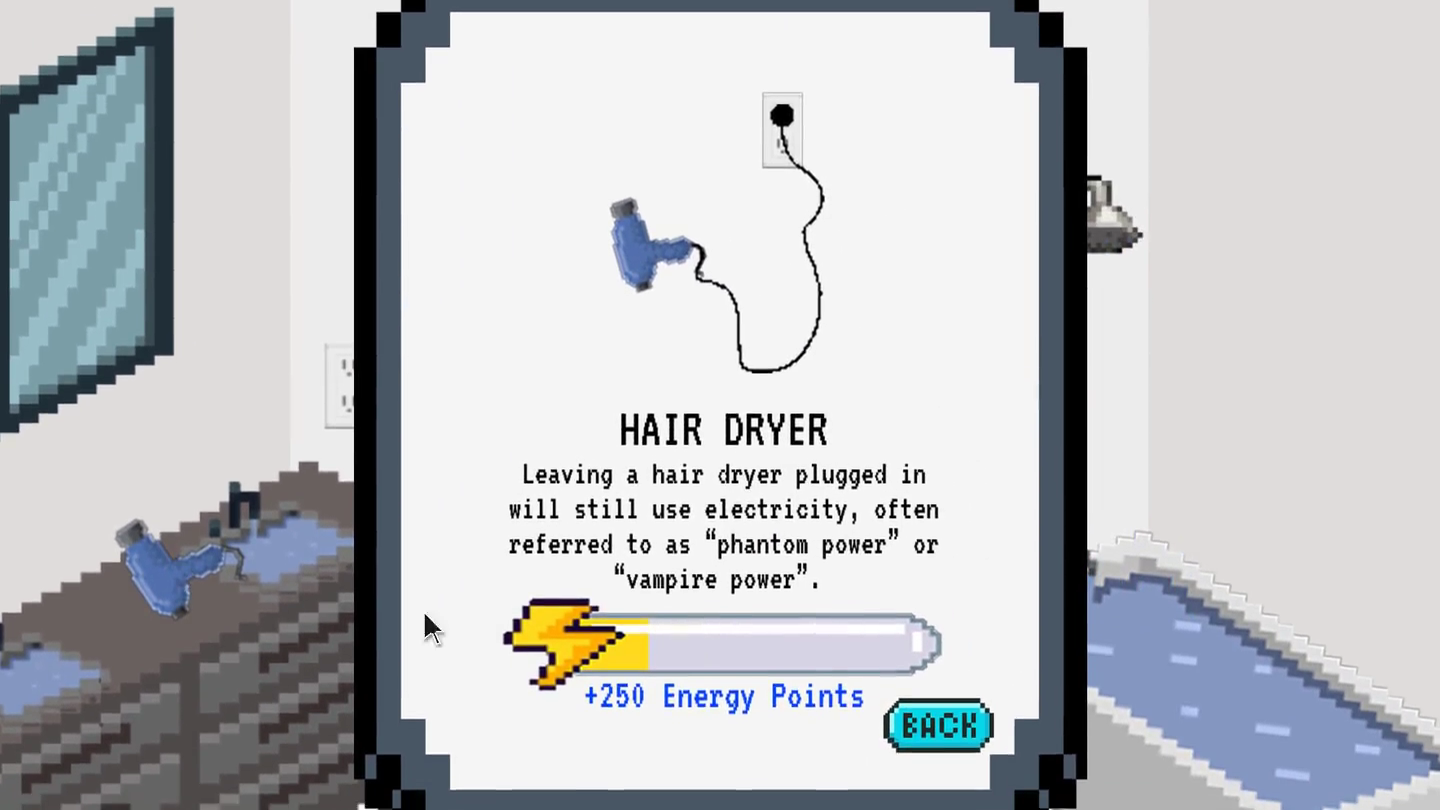 HAIR DRYER
Leaving a hair dryer plugged in
will still use electricity, often
referred to as “phantom power” or
“vampire power”.
+250 Energy Points
BACK